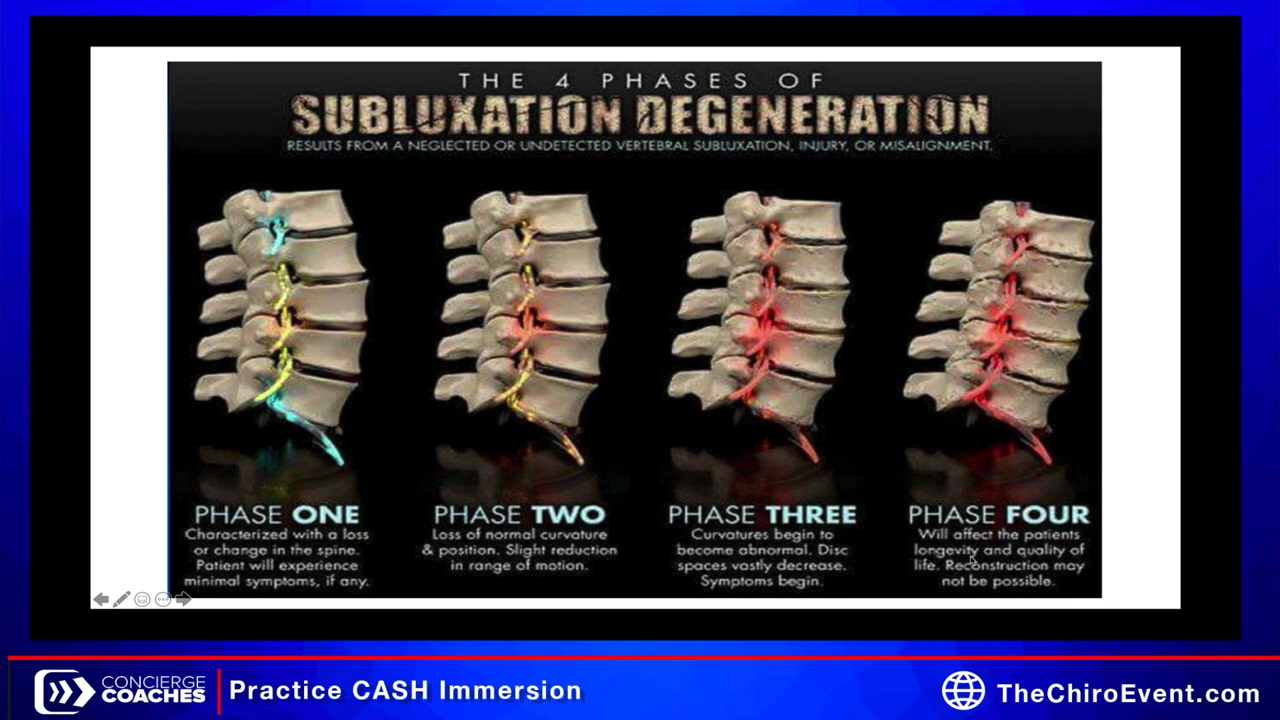 THE 4 PHASES OF
SUBLUXATION DEGENERATION
RESULTS FROM A NEGLECTED OR UNDETECTED VERTEBRAL SUBLUXATION, INJURY, OR MISALIGNMENT.
PHASE ONE
Characterized with a loss
or change in the spine.
Patient will experience
minimal symptoms, if any.
PHASE TWO
Loss of normal curvature
& position. Slight reduction
in range of motion.
PHASE THREE
Curvatures begin to
become abnormal. Disc
spaces vastly decrease.
Symptoms begin.
PHASE FOUR
Will affect the patients
longevity and quality of
life. Reconstruction may
not be possible.
CONCIERGE
COACHES
Practice CASH Immersion
TheChiroEvent.com